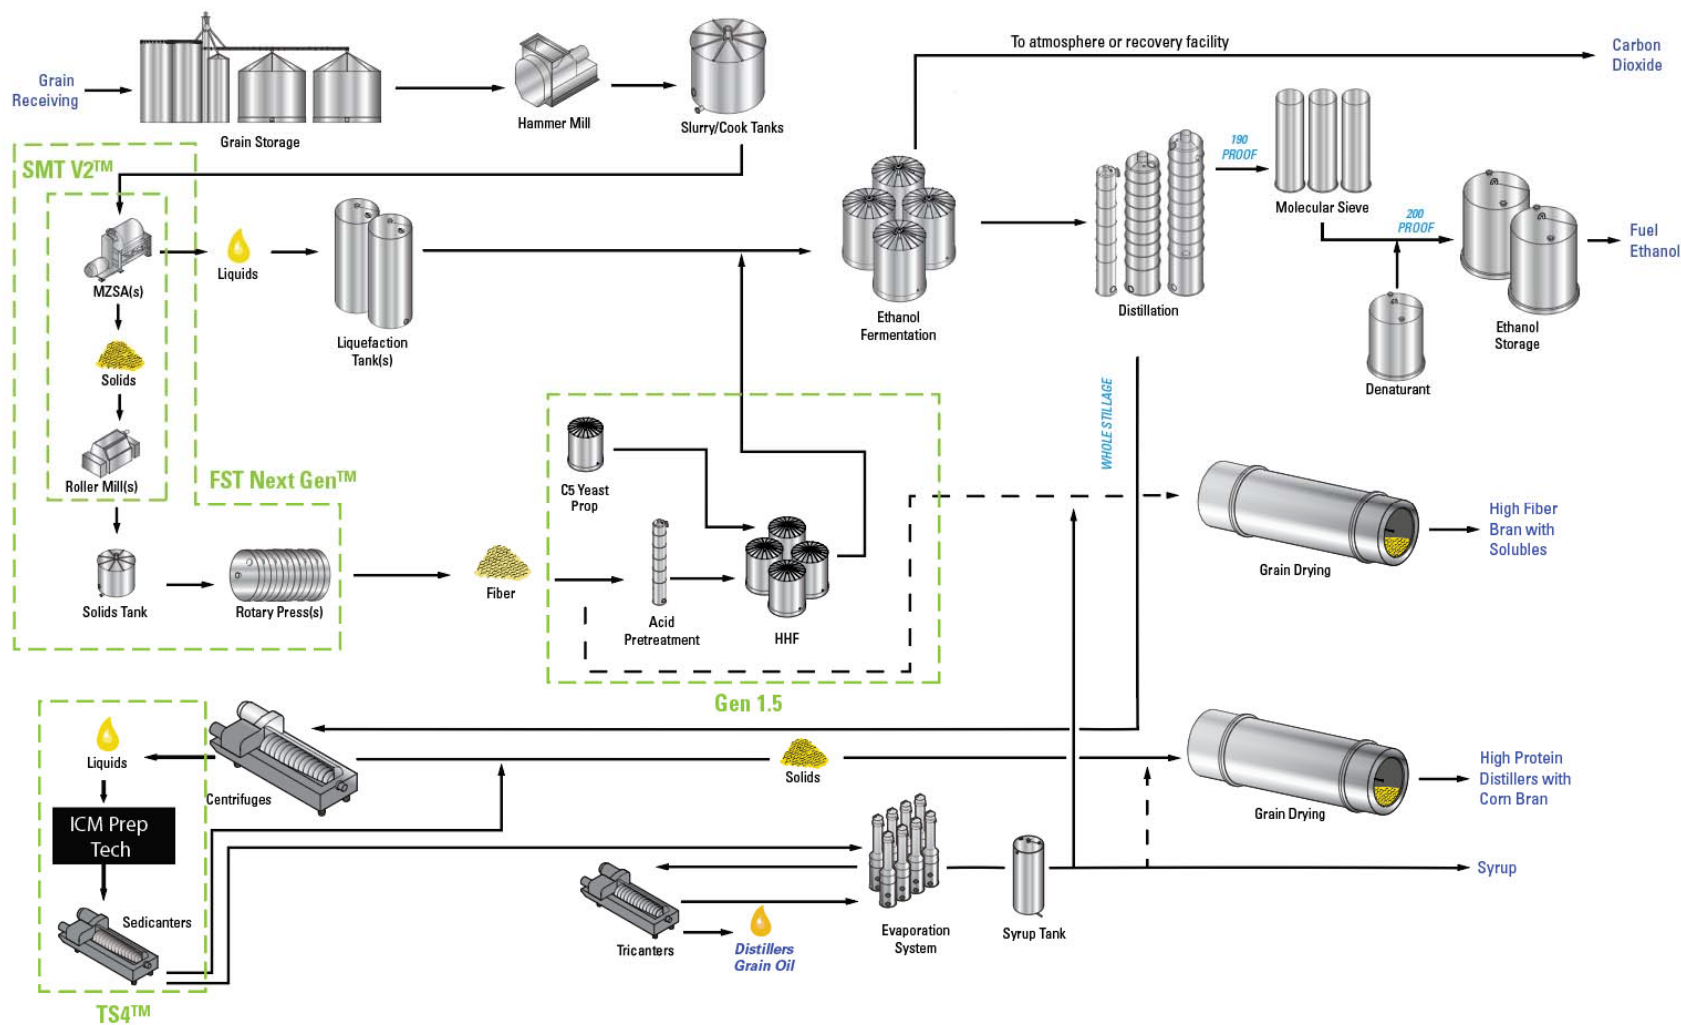 Grain
Receiving
Grain Storage
Hammer Mill
Slurry/Cook Tanks
To atmosphere or recovery facility
Carbon
Dioxide
SMT V2™
MZSA(s)
Solids
Roller Mill(s)
Liquids
Liquefaction
Tank(s)
Ethanol
Fermentation
Distillation
190
PROOF
Molecular Sieve
200
PROOF
Denaturant
Ethanol
Storage
Fuel
Ethanol
FST Next Gen™
Solids Tank
Rotary Press(s)
Fiber
C5 Yeast
Prop
Acid
Pretreatment
HHF
Gen 1.5
WHOLE STILLAGE
Grain Drying
High Fiber
Bran with
Solubles
Liquids
ICM Prep
Tech
Sedicanters
TS4™
Centrifuges
Solids
Grain Drying
High Protein
Distillers with
Corn Bran
Tricanters
Distillers
Grain Oil
Evaporation
System
Syrup Tank
Syrup